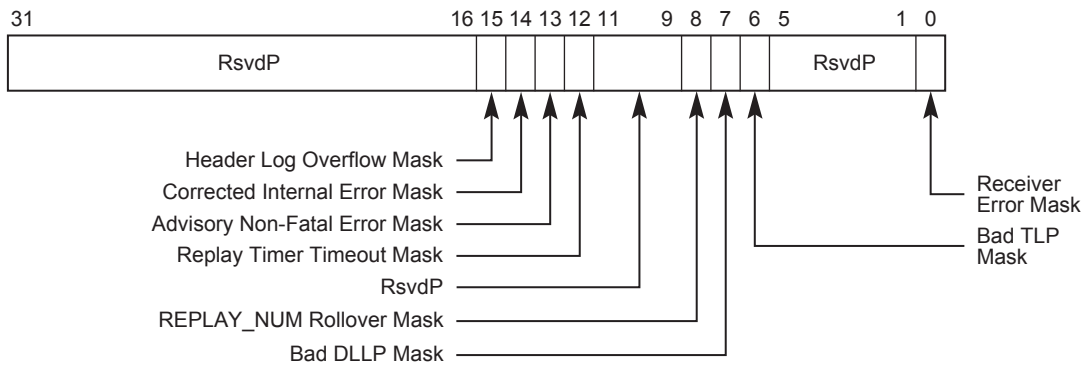 31 16 15 14 13 12 11 9 8 7 6 5 1 0
RsvdP RsvdP
Header Log Overflow Mask
Corrected Internal Error Mask
Advisory Non-Fatal Error Mask
Replay Timer Timeout Mask
RsvdP
REPLAY_NUM Rollover Mask
Bad DLLP Mask
Receiver
Error Mask
Bad TLP
Mask